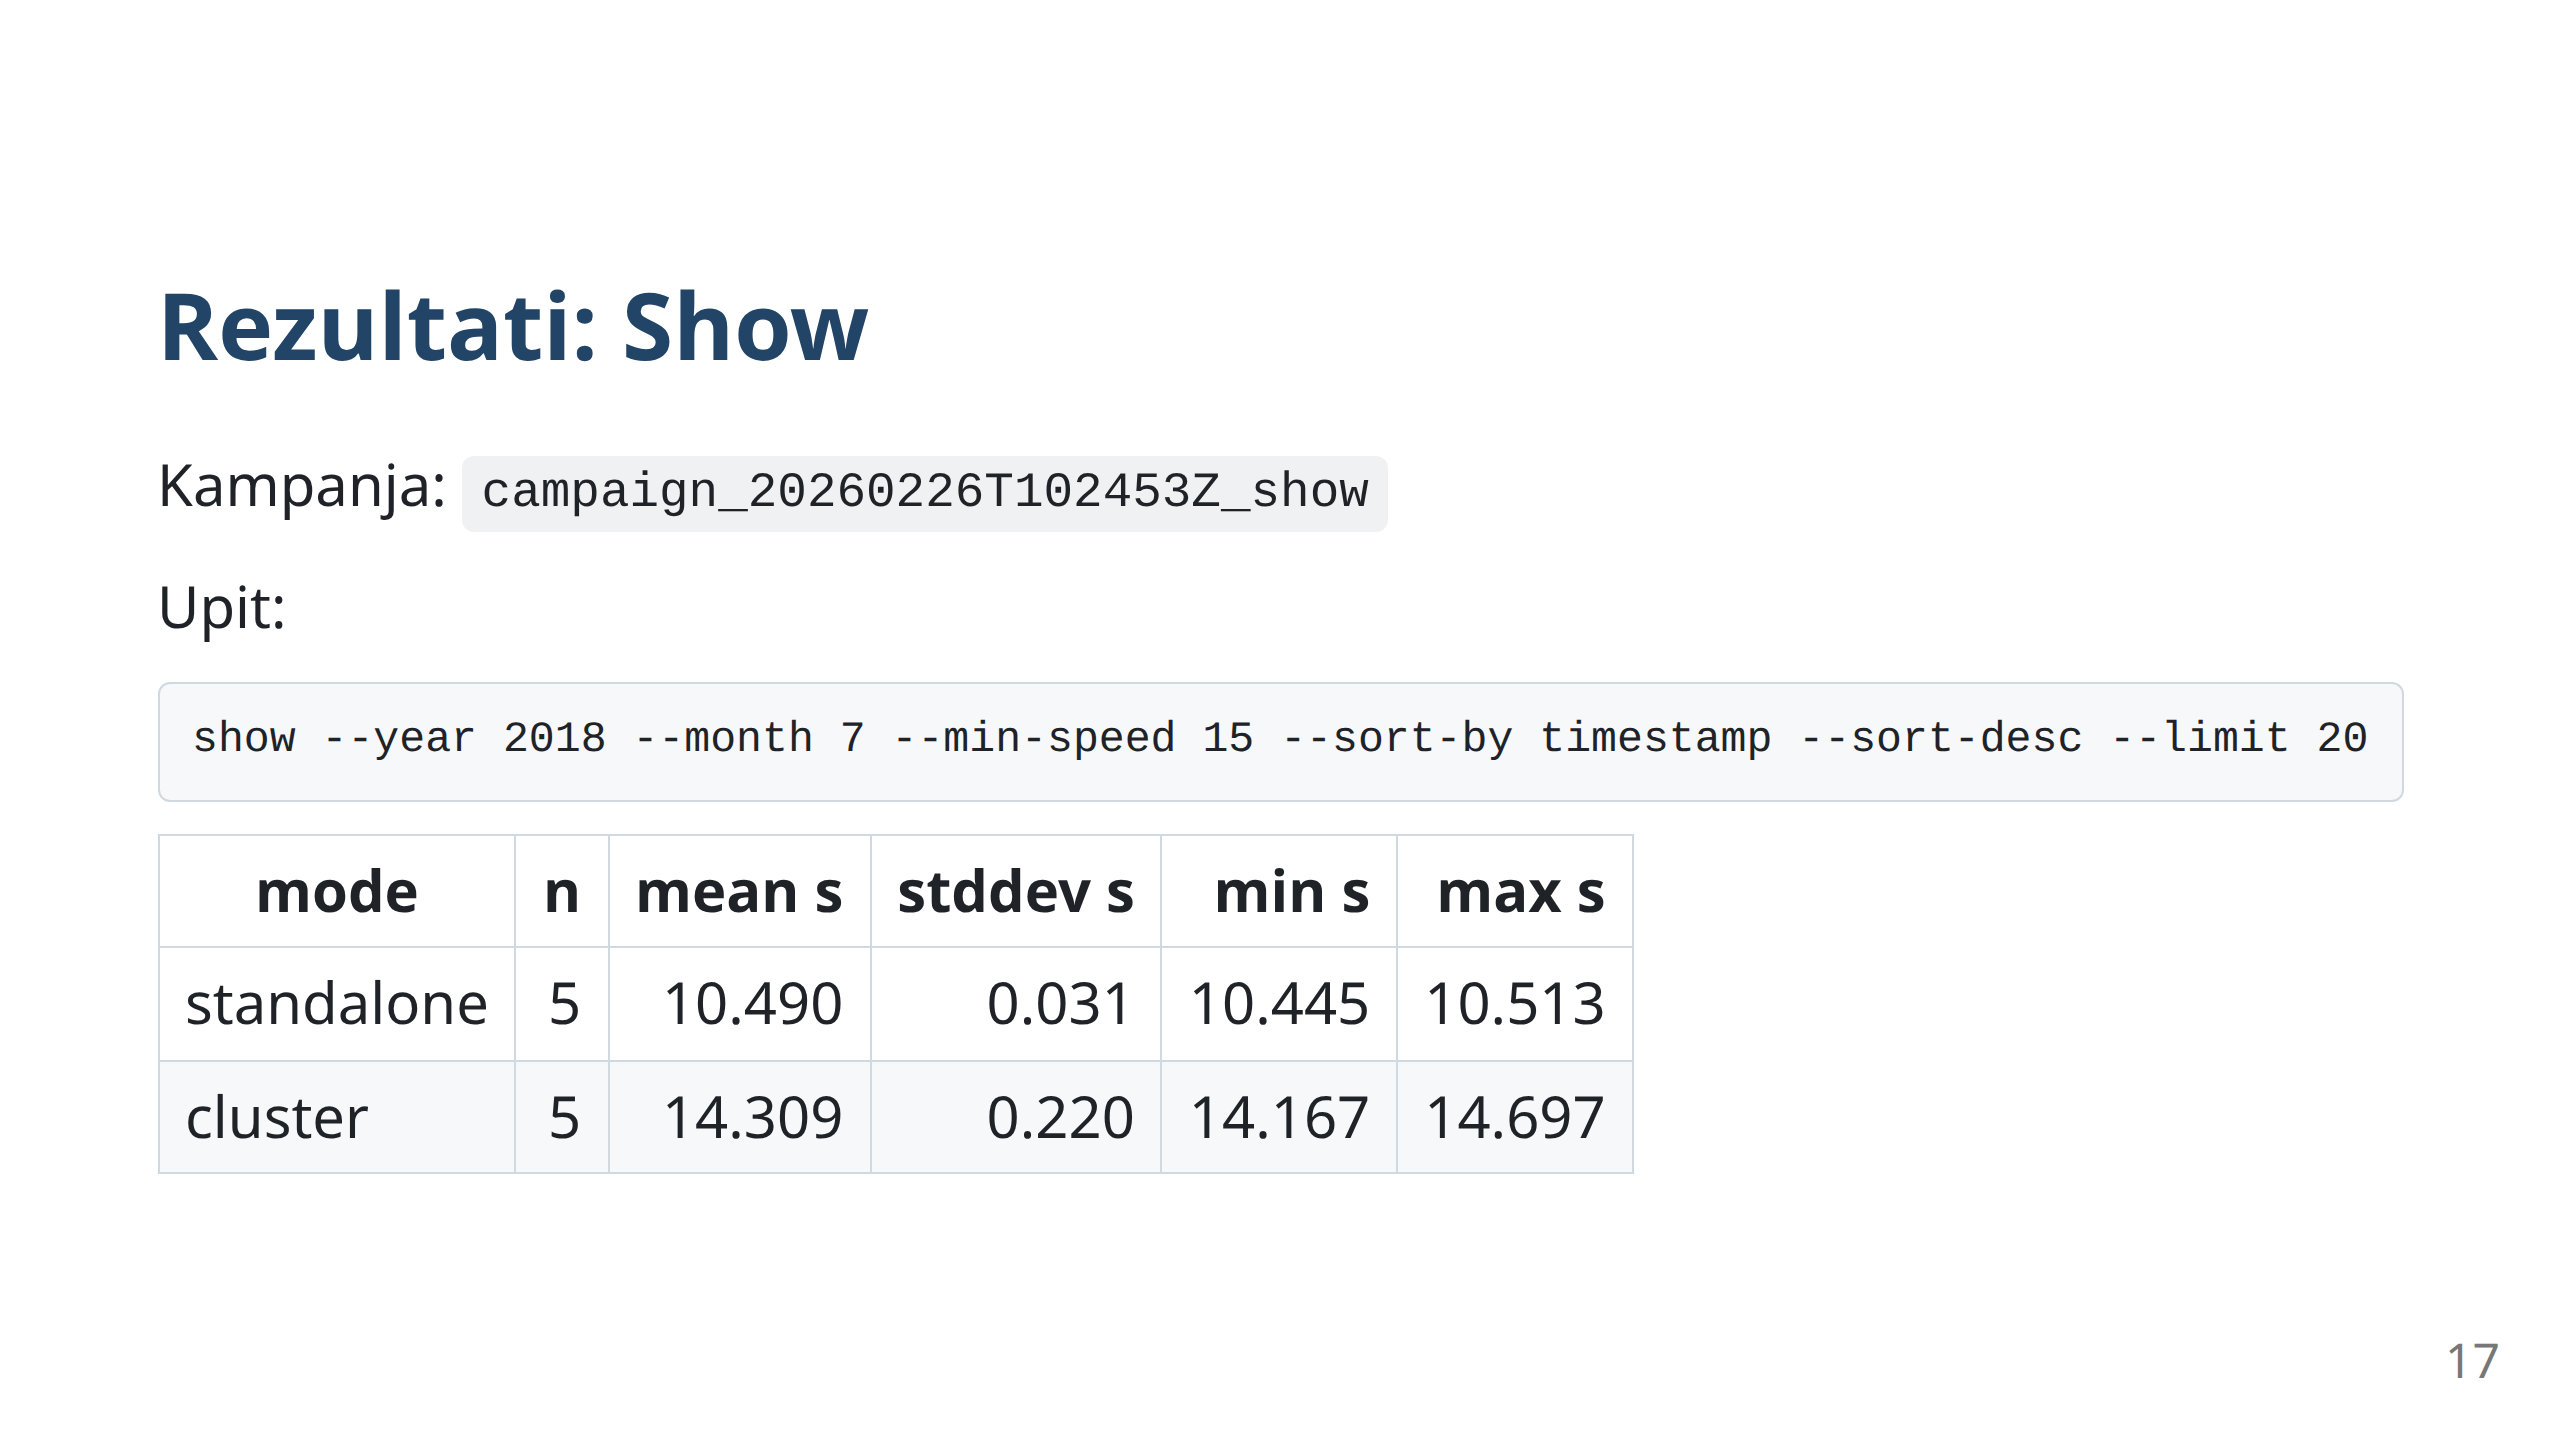 Rezultati: Show
Kampanja: campaign_20260226T102453Z_show
Upit:
show --year 2018 --month 7 --min-speed 15 --sort-by timestamp --sort-desc --limit 20
mode n mean s stddev s min s max s
standalone 5 10.490 0.031 10.445 10.513
cluster 5 14.309 0.220 14.167 14.697
17